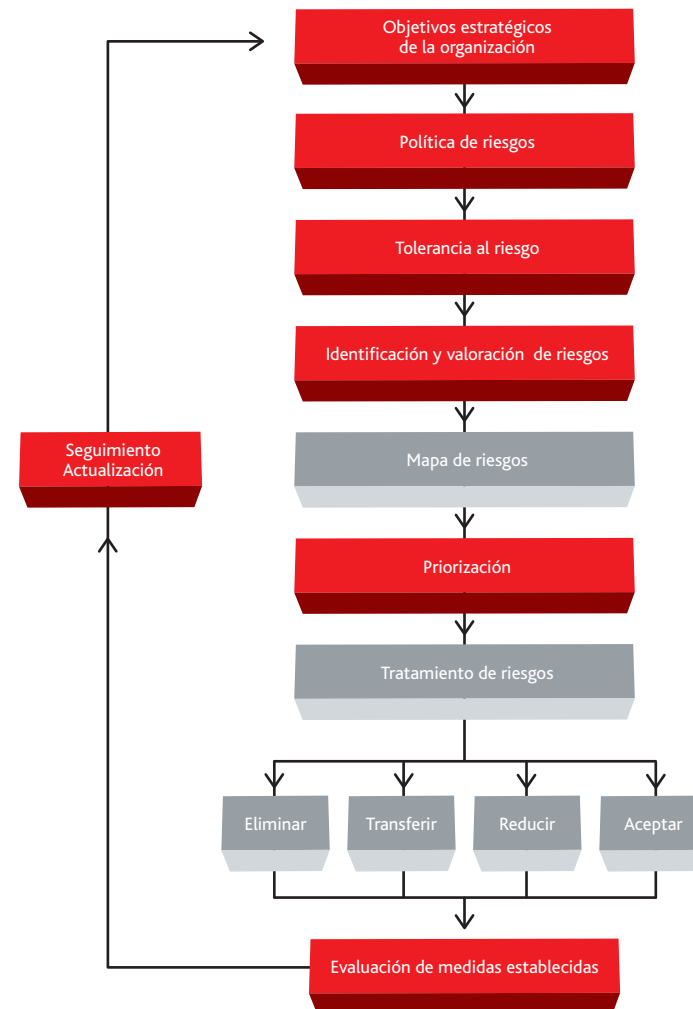 Objetivos estratégicos
de la organización
Política de riesgos
Tolerancia al riesgo
Identificación y valoración de riesgos
Seguimiento
Actualización
Mapa de riesgos
Priorización
Tratamiento de riesgos
Eliminar
Transferir
Reducir
Aceptar
Evaluación de medidas establecidas